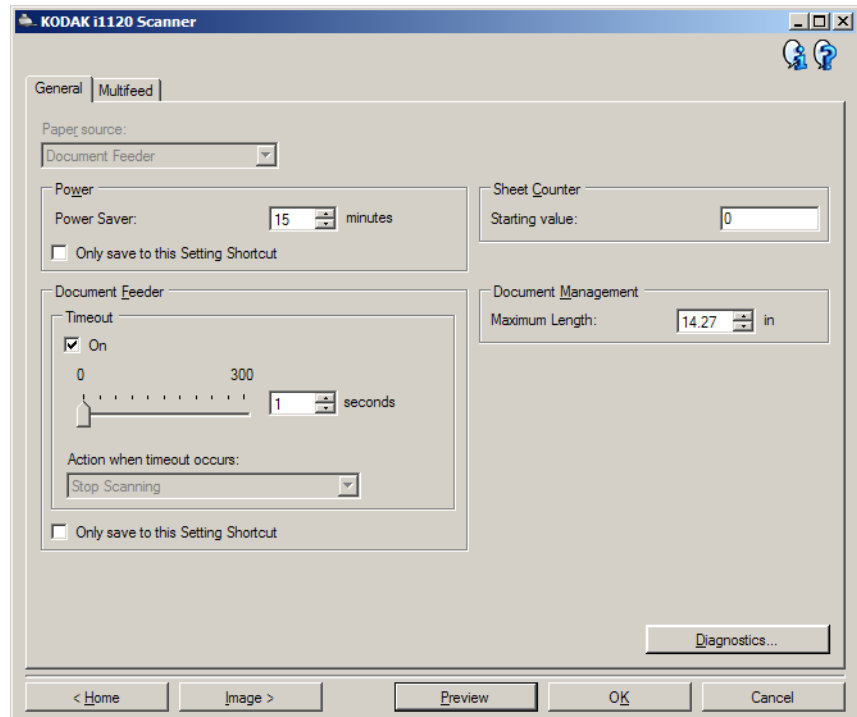 KODAK i1120 Scanner
General
Multifeed
Paper source:
Document Feeder
Power
Power Saver:
15
minutes
Only save to this Setting Shortcut
Sheet Counter
Starting value:
0
Document Feeder
Timeout
On
0
300
1
seconds
Action when timeout occurs:
Stop Scanning
Only save to this Setting Shortcut
Document Management
Maximum Length:
14.27
in
Diagnostics...
< Home
Image >
Preview
OK
Cancel